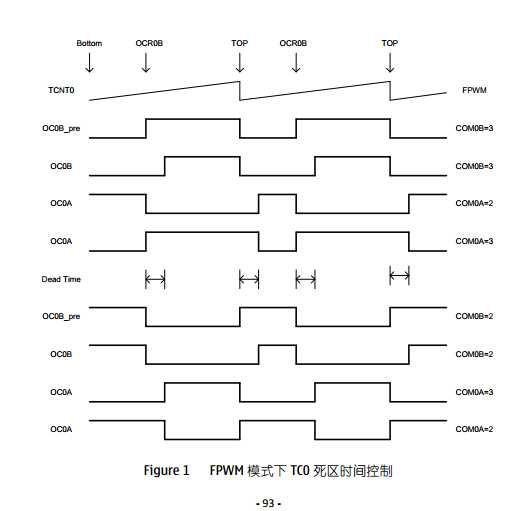 Bottom OCR0B TOP OCR0B TOP
TCNT0 FPWM
OC0B_pre COM0B=3
OC0B COM0B=3
OC0A COM0A=2
OC0A COM0A=3
Dead Time
OC0B_pre COM0B=2
OC0B COM0B=2
OC0A COM0A=3
OC0A COM0A=2
Figure 1 FPWM 模式下 TC0 死区时间控制
- 93 -